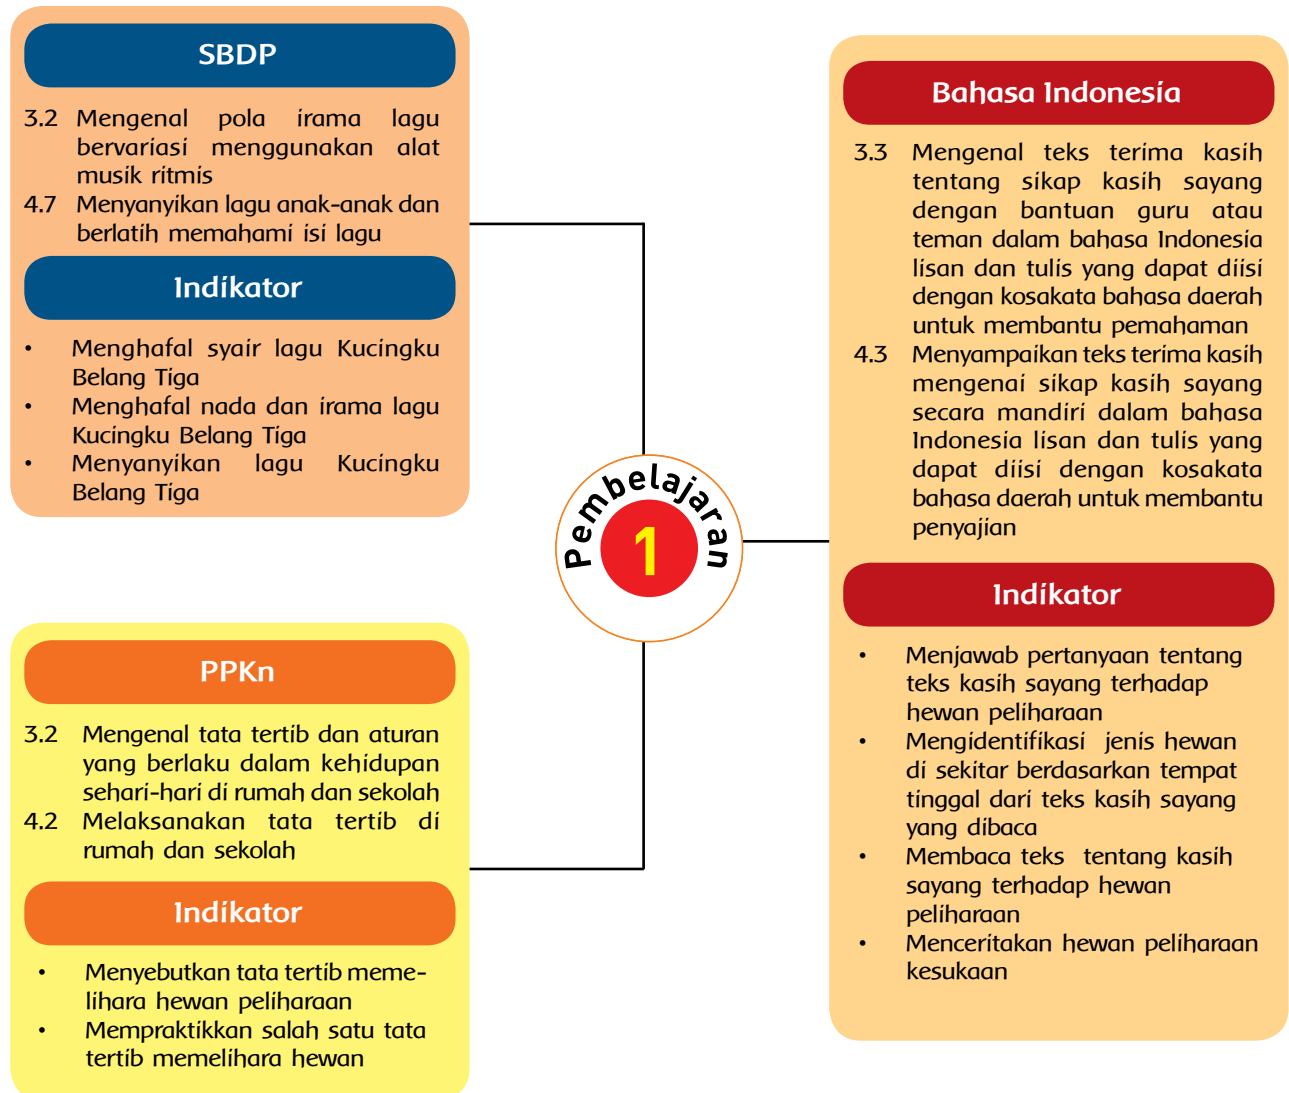 SBDP
3.2 Mengenal pola irama lagu
bervariasi menggunakan alat
musik ritmis
4.7 Menyanyikan lagu anak-anak dan
berlatih memahami isi lagu
Indikator
• Menghafal syair lagu Kucingku
Belang Tiga
• Menghafal nada dan irama lagu
Kucingku Belang Tiga
• Menyanyikan lagu Kucingku
Belang Tiga
PPKn
3.2 Mengenal tata tertib dan aturan
yang berlaku dalam kehidupan
sehari-hari di rumah dan sekolah
4.2 Melaksanakan tata tertib di
rumah dan sekolah
Indikator
• Menyebutkan tata tertib meme-
lihara hewan peliharaan
• Mempraktikkan salah satu tata
tertib memelihara hewan
Pembelajaran
1
Bahasa Indonesia
3.3 Mengenal teks terima kasih
tentang sikap kasih sayang
dengan bantuan guru atau
teman dalam bahasa Indonesia
lisan dan tulis yang dapat diisi
dengan kosakata bahasa daerah
untuk membantu pemahaman
4.3 Menyampaikan teks terima kasih
mengenai sikap kasih sayang
secara mandiri dalam bahasa
Indonesia lisan dan tulis yang
dapat diisi dengan kosakata
bahasa daerah untuk membantu
penyajian
Indikator
• Menjawab pertanyaan tentang
teks kasih sayang terhadap
hewan peliharaan
• Mengidentifikasi jenis hewan
di sekitar berdasarkan tempat
tinggal dari teks kasih sayang
yang dibaca
• Membaca teks tentang kasih
sayang terhadap hewan
peliharaan
• Menceritakan hewan peliharaan
kesukaan